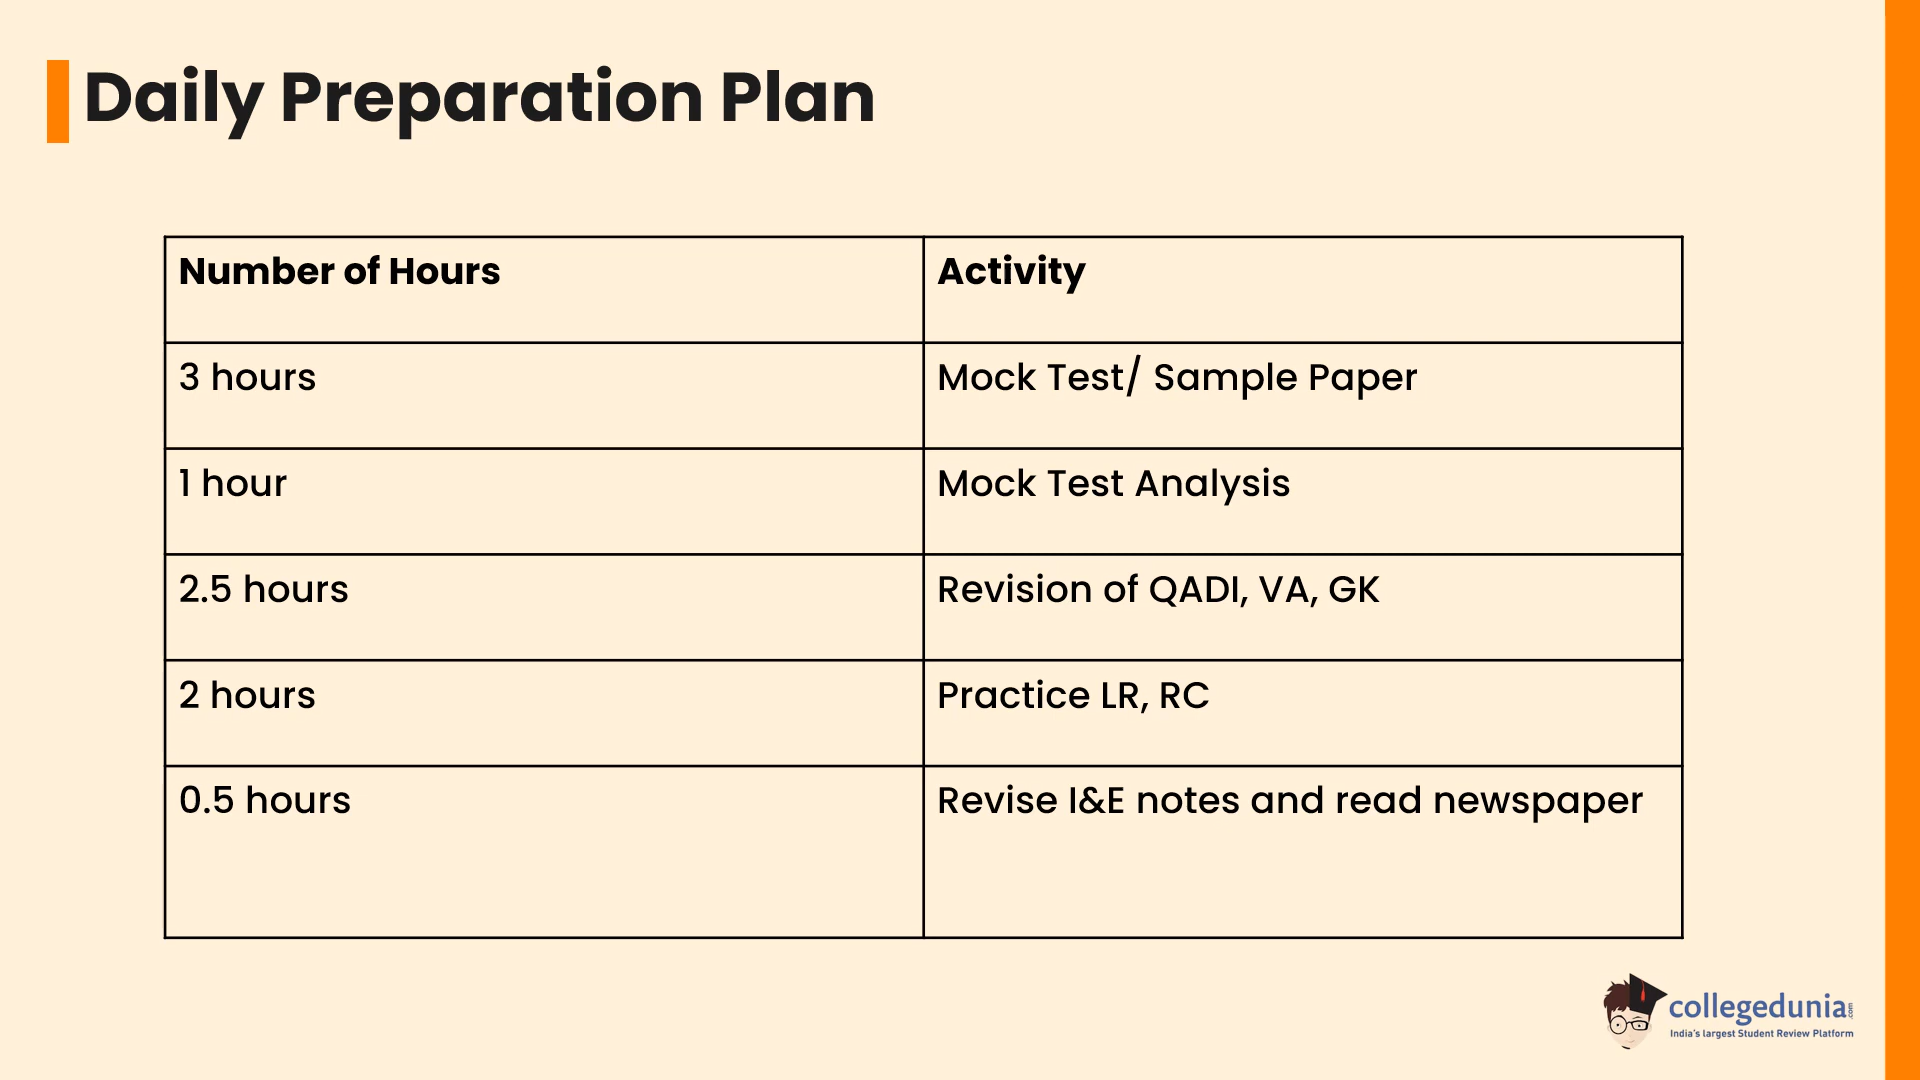 Daily Preparation Plan
Number of Hours
Activity
3 hours
Mock Test/ Sample Paper
1 hour
Mock Test Analysis
2.5 hours
Revision of QADI, VA, GK
2 hours
Practice LR, RC
0.5 hours
Revise I&E notes and read newspaper
collegedunia.com
India's largest Student Review Platform